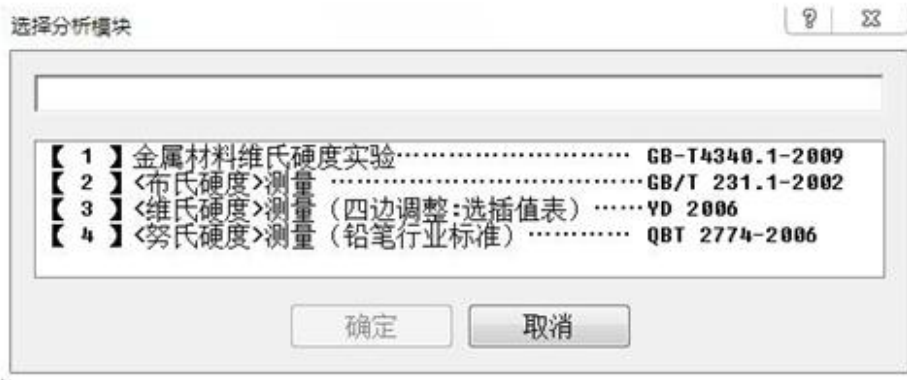 选择分析模块
【 1 】金属材料维氏硬度实验………………………… GB-T4340.1-2009
【 2 】<布氏硬度>测量 ………………………………GB/T 231.1-2002
【 3 】<维氏硬度>测量（四边调整:选插值表）……YD 2006
【 4 】<努氏硬度>测量（铅笔行业标准）………… QBT 2774-2006
确定 取消